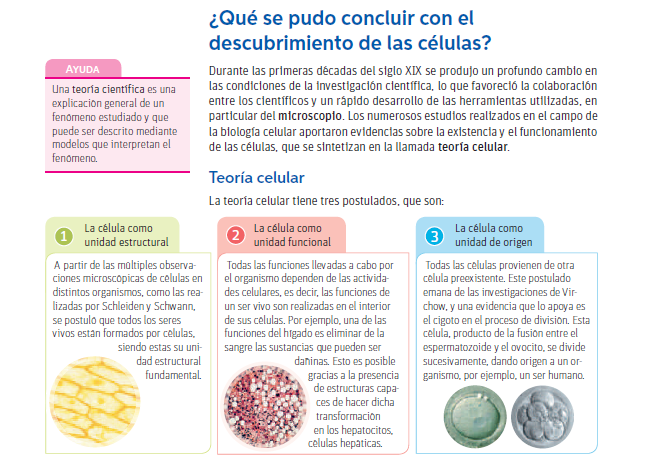 ¿Qué se pudo concluir con el
descubrimiento de las células?
AYUDA
Una teoría científica es una
explicación general de un
fenómeno estudiado y que
puede ser descrito mediante
modelos que interpretan el
fenómeno.
Durante las primeras décadas del siglo XIX se produjo un profundo cambio en
las condiciones de la investigación científica, lo que favoreció la colaboración
entre los científicos y un rápido desarrollo de las herramientas utilizadas, en
particular del microscopio. Los numerosos estudios realizados en el campo de
la biología celular aportaron evidencias sobre la existencia y el funcionamiento
de las células, que se sintetizan en la llamada teoría celular.
Teoría celular
La teoría celular tiene tres postulados, que son:
1 La célula como
unidad estructural
A partir de las múltiples observa-
ciones microscópicas de células en
distintos organismos, como las rea-
lizadas por Schleiden y Schwann,
se postuló que todos los seres
vivos están formados por células,
siendo estas su uni-
dad estructural
fundamental.
2 La célula como
unidad funcional
Todas las funciones llevadas a cabo por
el organismo dependen de las activida-
des celulares, es decir, las funciones de
un ser vivo son realizadas en el interior
de sus células. Por ejemplo, una de las
funciones del hígado es eliminar de la
sangre las sustancias que pueden ser
dañinas. Esto es posible
gracias a la presencia
de estructuras capa-
ces de hacer dicha
transformación
en los hepatocitos,
células hepáticas.
3 La célula como
unidad de origen
Todas las células provienen de otra
célula preexistente. Este postulado
emana de las investigaciones de Vir-
chow, y una evidencia que lo apoya es
el cigoto en el proceso de división. Esta
célula, producto de la fusión entre el
espermatozoide y el ovocito, se divide
sucesivamente, dando origen a un or-
ganismo, por ejemplo, un ser humano.